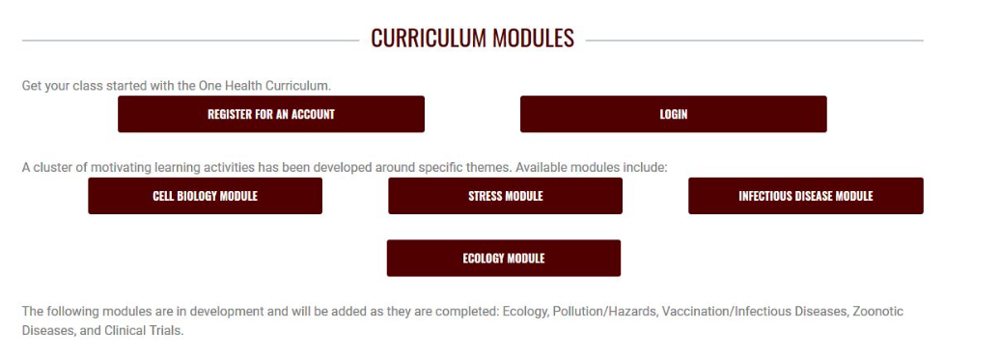 CURRICULUM MODULES
Get your class started with the One Health Curriculum.
REGISTER FOR AN ACCOUNT
LOGIN
A cluster of motivating learning activities has been developed around specific themes. Available modules include:
CELL BIOLOGY MODULE
STRESS MODULE
INFECTIOUS DISEASE MODULE
ECOLOGY MODULE
The following modules are in development and will be added as they are completed: Ecology, Pollution/Hazards, Vaccination/Infectious Diseases, Zoonotic
Diseases, and Clinical Trials.